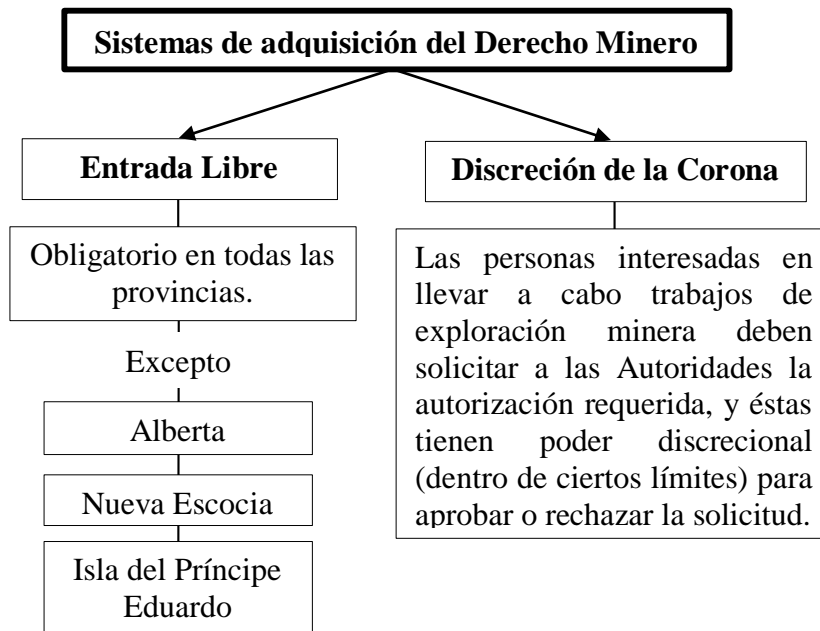 Sistemas de adquisición del Derecho Minero
Entrada Libre
Obligatorio en todas las
provincias.
Excepto
Alberta
Nueva Escocia
Isla del Príncipe
Eduardo
Discreción de la Corona
Las personas interesadas en
llevar a cabo trabajos de
exploración minera deben
solicitar a las Autoridades la
autorización requerida, y éstas
tienen poder discrecional
(dentro de ciertos límites) para
aprobar o rechazar la solicitud.